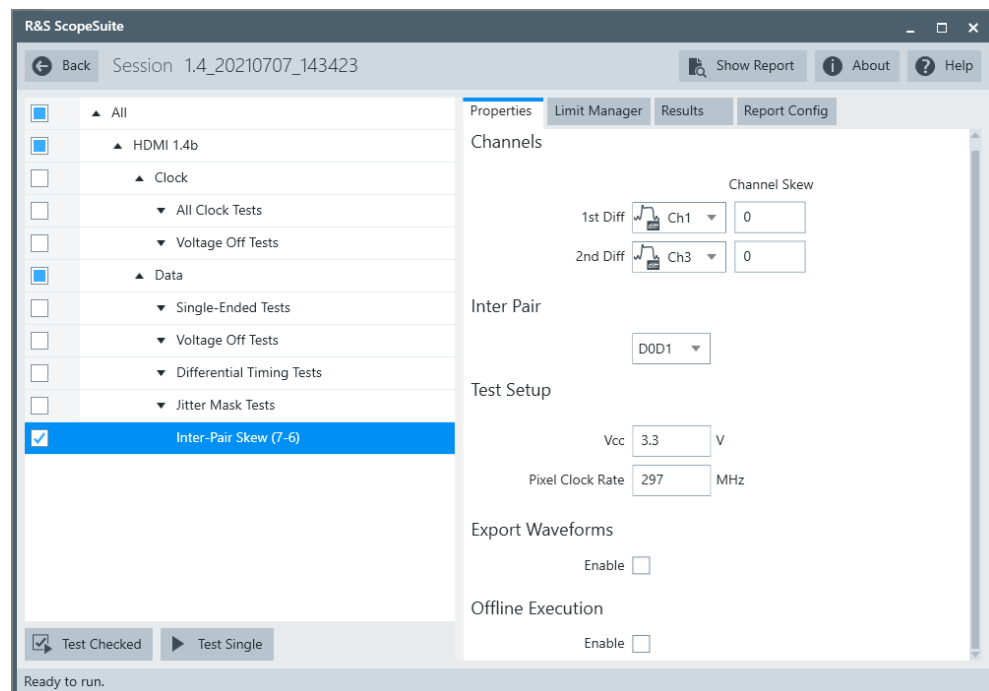 R&S ScopeSuite
Back Session 1.4_20210707_143423 Show Report About Help
All
HDMI 1.4b
Clock
All Clock Tests
Voltage Off Tests
Data
Single-Ended Tests
Voltage Off Tests
Differential Timing Tests
Jitter Mask Tests
Inter-Pair Skew (7-6)
Test Checked Test Single
Properties Limit Manager Results Report Config
Channels
Channel Skew
1st Diff diff Ch1 0
2nd Diff diff Ch3 0
Inter Pair
D0D1
Test Setup
Vcc 3.3 V
Pixel Clock Rate 297 MHz
Export Waveforms
Enable
Offline Execution
Enable
Ready to run.